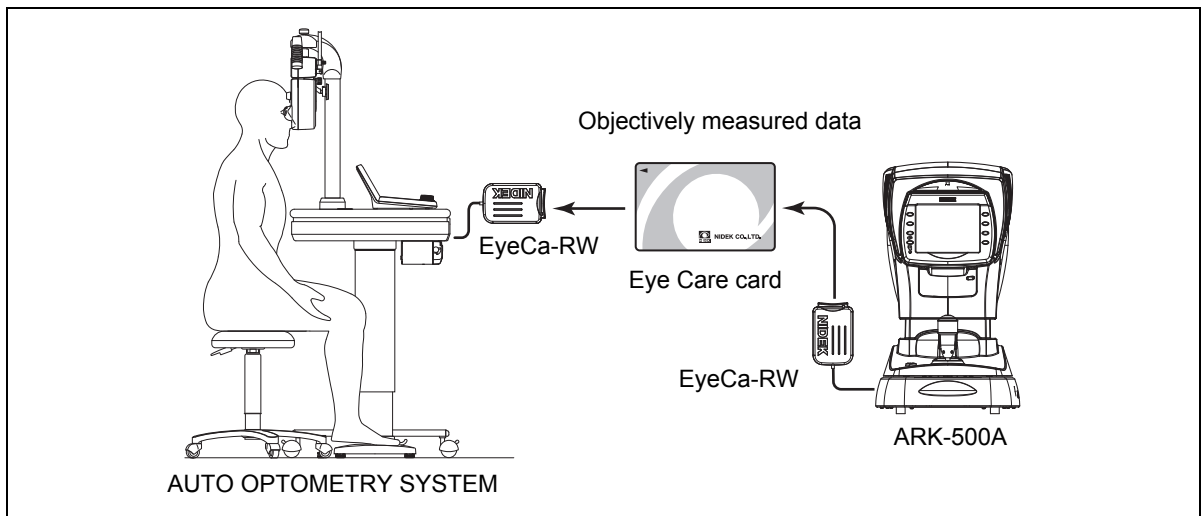 Objectively measured data
NIDEK
EyeCa-RW
NIDEK CO.,LTD.
Eye Care card
NIDEK
EyeCa-RW
ARK-500A
AUTO OPTOMETRY SYSTEM